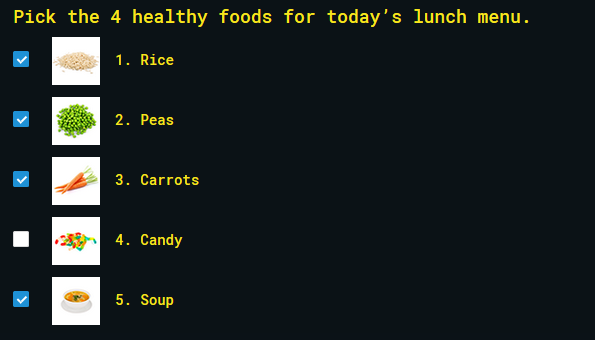 Pick the 4 healthy foods for today’s lunch menu.
1. Rice
2. Peas
3. Carrots
4. Candy
5. Soup